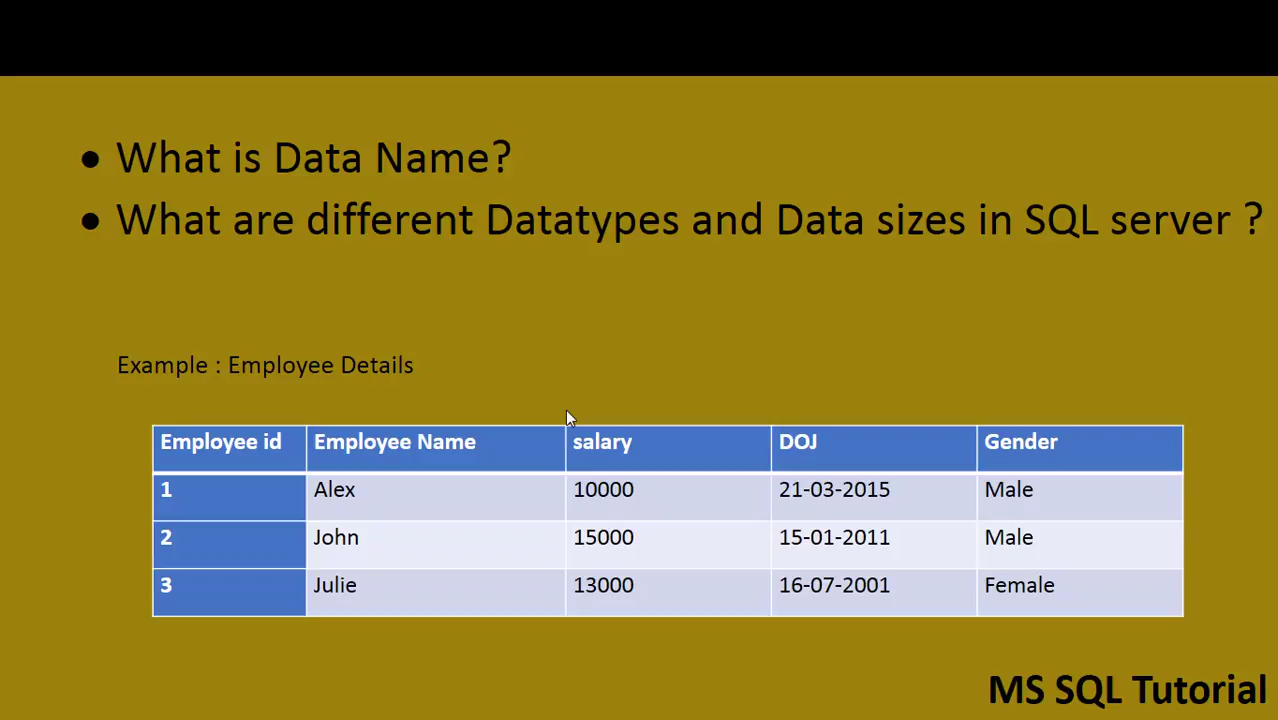 ● What is Data Name?
● What are different Datatypes and Data sizes in SQL server ?
Example : Employee Details
Employee id Employee Name salary DOJ Gender
1 Alex 10000 21-03-2015 Male
2 John 15000 15-01-2011 Male
3 Julie 13000 16-07-2001 Female
MS SQL Tutorial